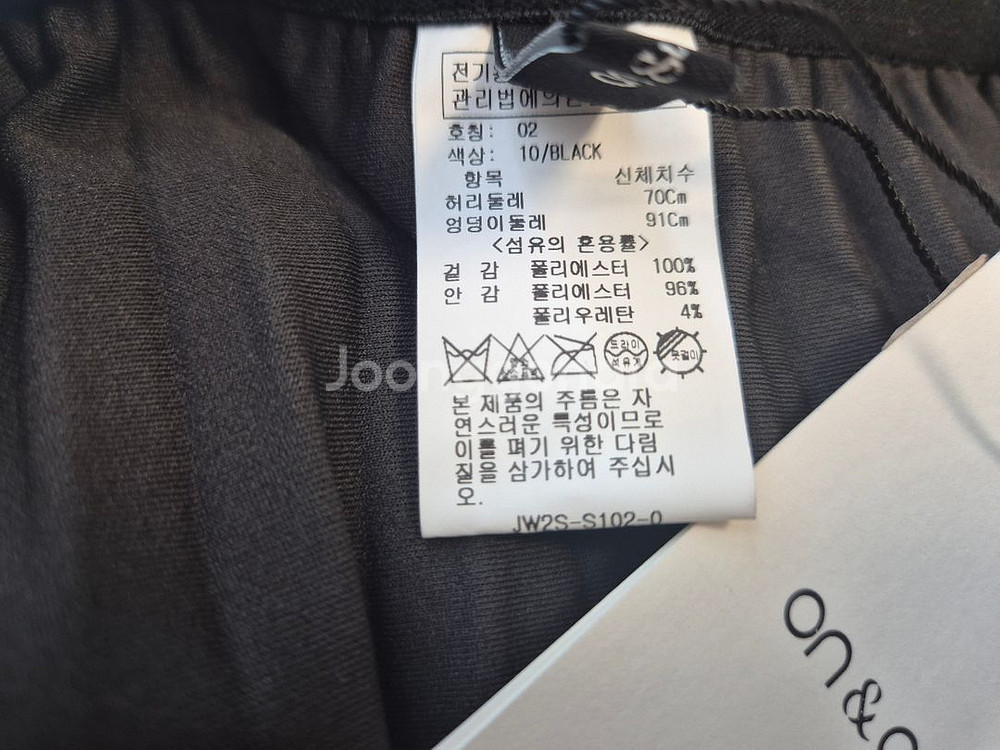 전기
관리법에의
호칭: 02
색상: 10/BLACK
항목 신체치수
허리둘레 70Cm
엉덩이둘레 91Cm
<섬유의 혼용률>
겉 감 폴리에스터 100%
안 감 폴리에스터 96%
폴리우레탄 4%
드라이
석유계
옷걸이
본 제품의 주름은 자
연스러운 특성이므로
이를 펴기 위한 다림
질을 삼가하여 주십시
오.
JW2S-S102-0
on &